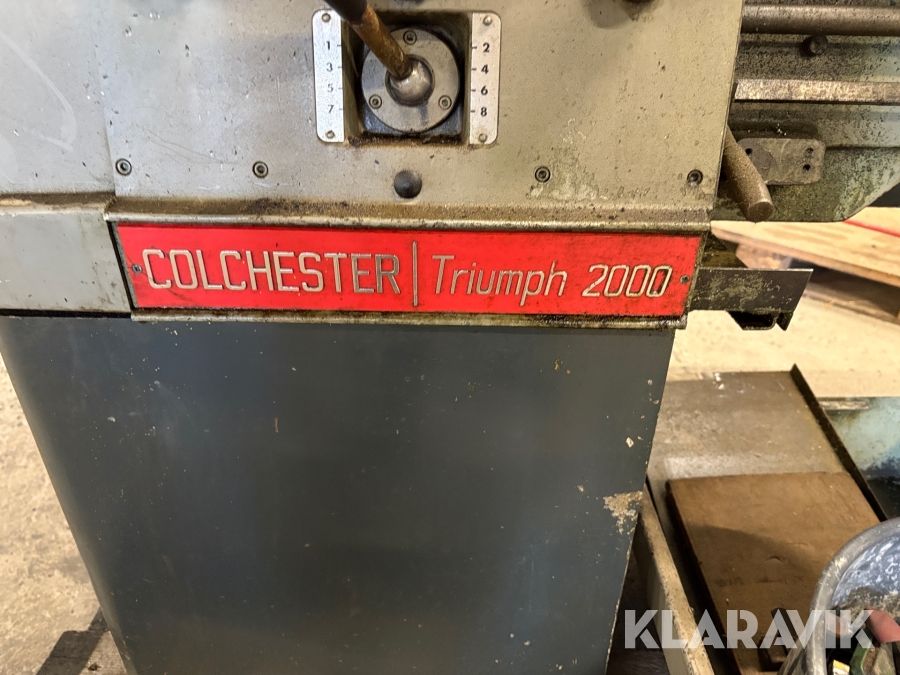 1 2
3 4
5 6
7 8
COLCHESTER | Triumph 2000
KLARAVIK